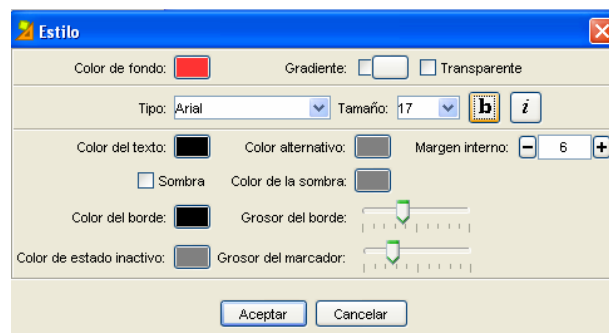 Estilo
Color de fondo: Gradiente: Transparente
Tipo: Arial Tamaño: 17 b i
Color del texto: Color alternativo: Margen interno: 6
Sombra Color de la sombra:
Color del borde: Grosor del borde:
Color de estado inactivo: Grosor del marcador:
Aceptar Cancelar